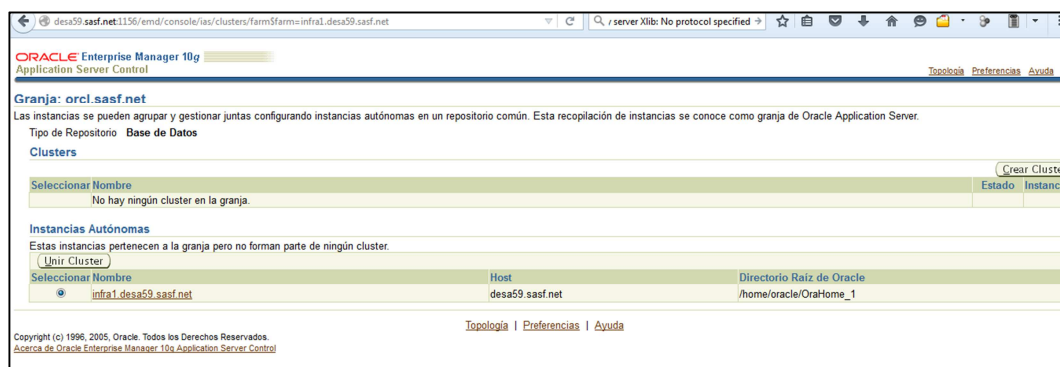 desa59.sasf.net:1156/emd/console/ias/clusters/farm$farm=infra1.desa59.sasf.net
server Xlib: No protocol specified
ORACLE Enterprise Manager 10g
Application Server Control
Topología Preferencias Ayuda
Granja: orcl.sasf.net
Las instancias se pueden agrupar y gestionar juntas configurando instancias autónomas en un repositorio común. Esta recopilación de instancias se conoce como granja de Oracle Application Server.
Tipo de Repositorio Base de Datos
Clusters
Crear Cluste
Seleccionar Nombre Estado Instanc
No hay ningún cluster en la granja.
Instancias Autónomas
Estas instancias pertenecen a la granja pero no forman parte de ningún cluster.
Unir Cluster
Seleccionar Nombre Host Directorio Raíz de Oracle
infra1.desa59.sasf.net desa59.sasf.net /home/oracle/OraHome_1
Topología | Preferencias | Ayuda
Copyright (c) 1996, 2005, Oracle. Todos los Derechos Reservados.
Acerca de Oracle Enterprise Manager 10g Application Server Control